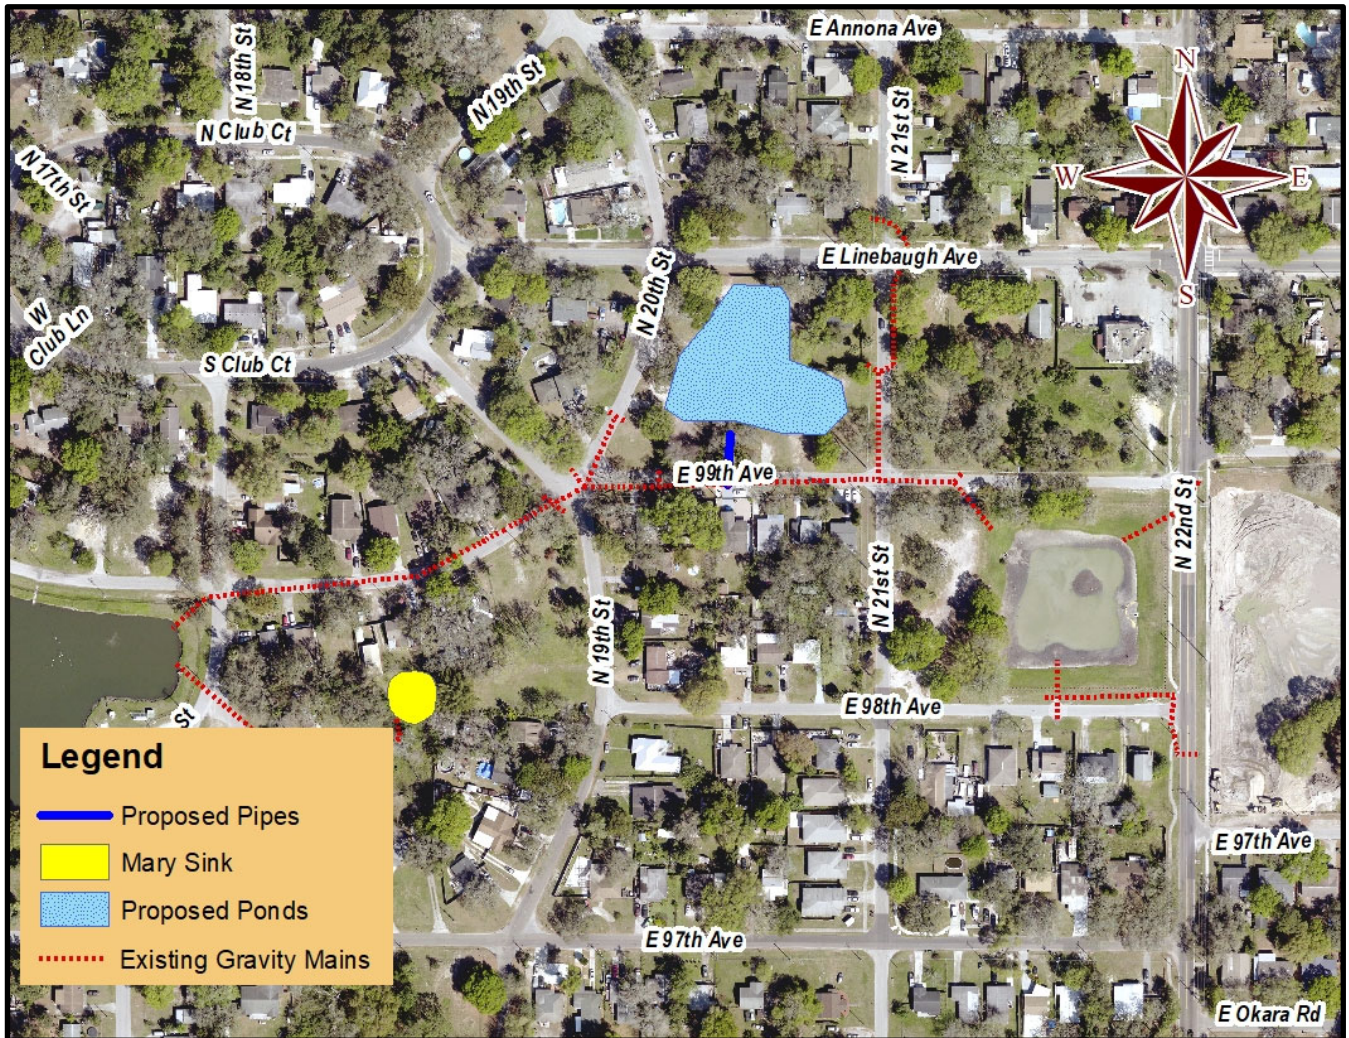 E Annona Ave
N 18th St
N 19th St
N 21st St
N
N Club Ct
N 17th St
W
E
E Linebaugh Ave
N 20th St
S
W
Club Ln
S Club Ct
E 99th Ave
N 22nd St
N 21st St
N 19th St
E 98th Ave
St
Legend
Proposed Pipes
E 97th Ave
Mary Sink
Proposed Ponds
E 97th Ave
Existing Gravity Mains
E Okara Rd